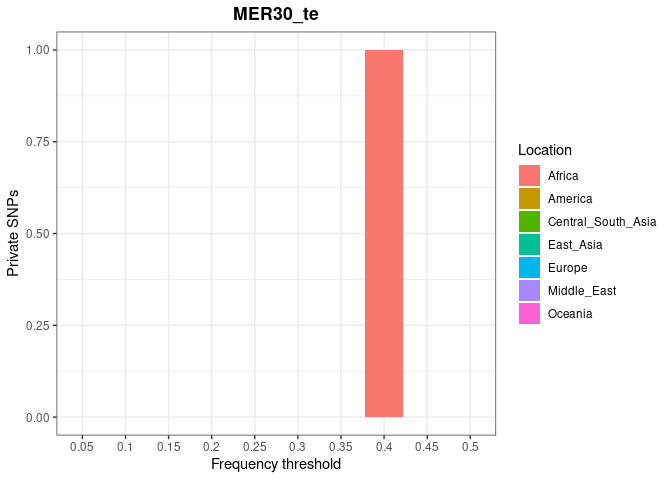 MER30_te
1.00
0.75
0.50
0.25
0.00
Private SNPs
0.05 0.1 0.15 0.2 0.25 0.3 0.35 0.4 0.45 0.5
Frequency threshold
Location
Africa
America
Central_South_Asia
East_Asia
Europe
Middle_East
Oceania